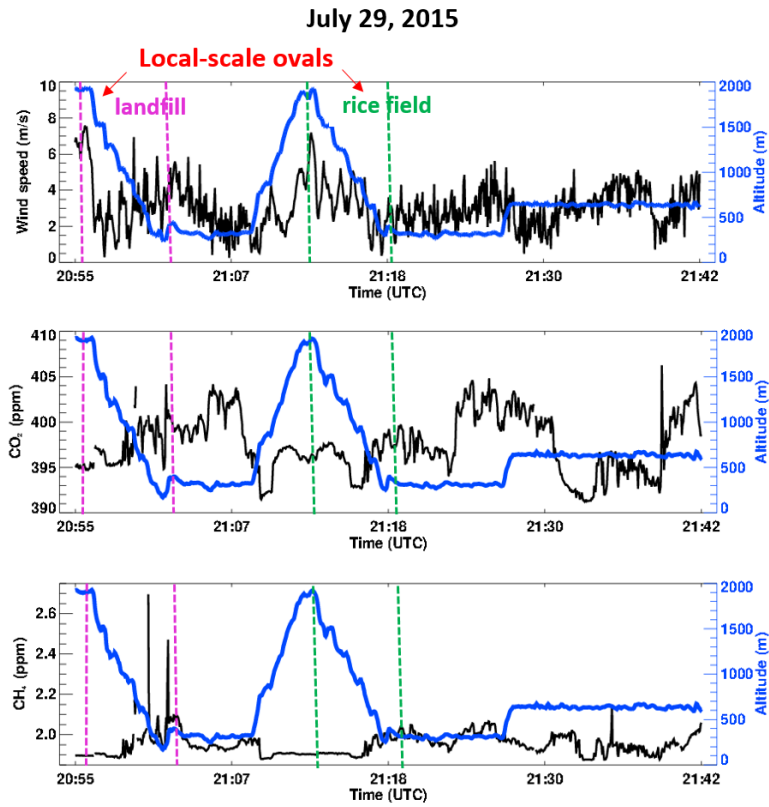 July 29, 2015
Local-scale ovals
landfill
rice field
10
8
6
4
2
0
Wind speed (m/s)
2000
1500
1000
500
0
Altitude (m)
20:55 21:07 21:18 21:30 21:42
Time (UTC)
410
405
400
395
390
CO₂ (ppm)
2000
1500
1000
500
0
Altitude (m)
20:55 21:07 21:18 21:30 21:42
Time (UTC)
2.6
2.4
2.2
2.0
CH₄ (ppm)
2000
1500
1000
500
0
Altitude (m)
20:55 21:07 21:18 21:30 21:42
Time (UTC)